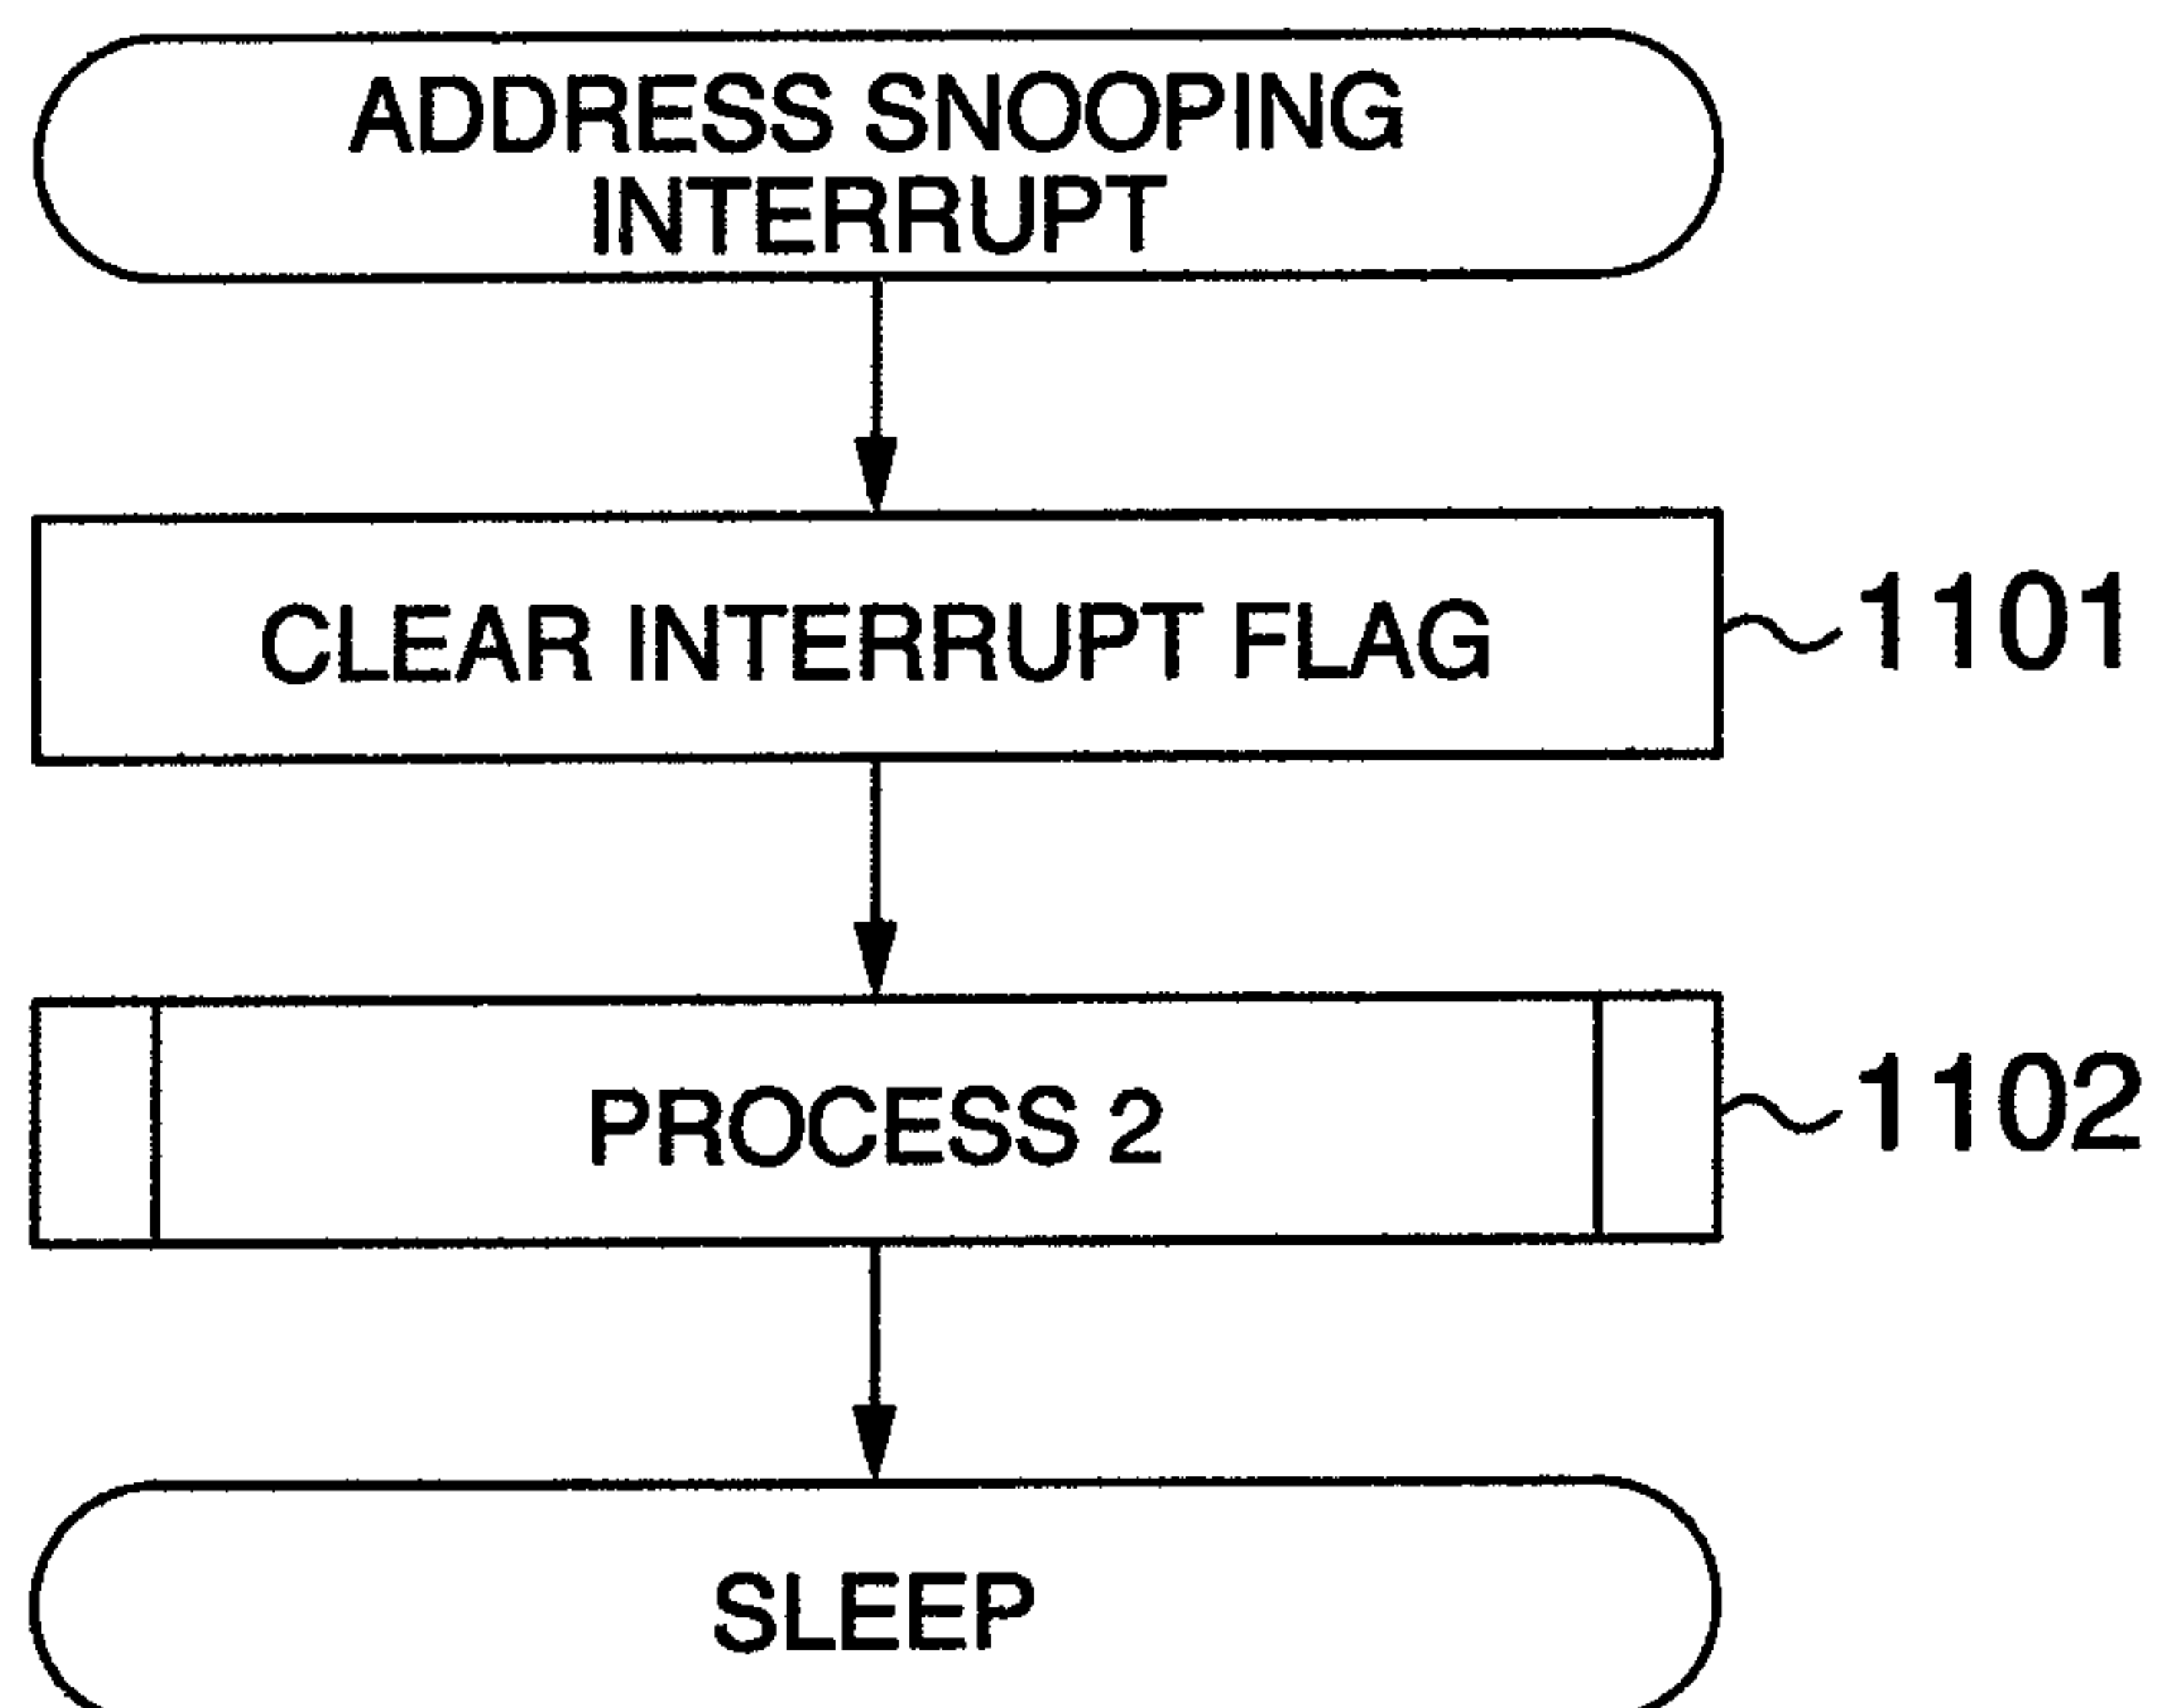 ADDRESS SNOOPING
INTERRUPT
CLEAR INTERRUPT FLAG
1101
PROCESS 2
1102
SLEEP